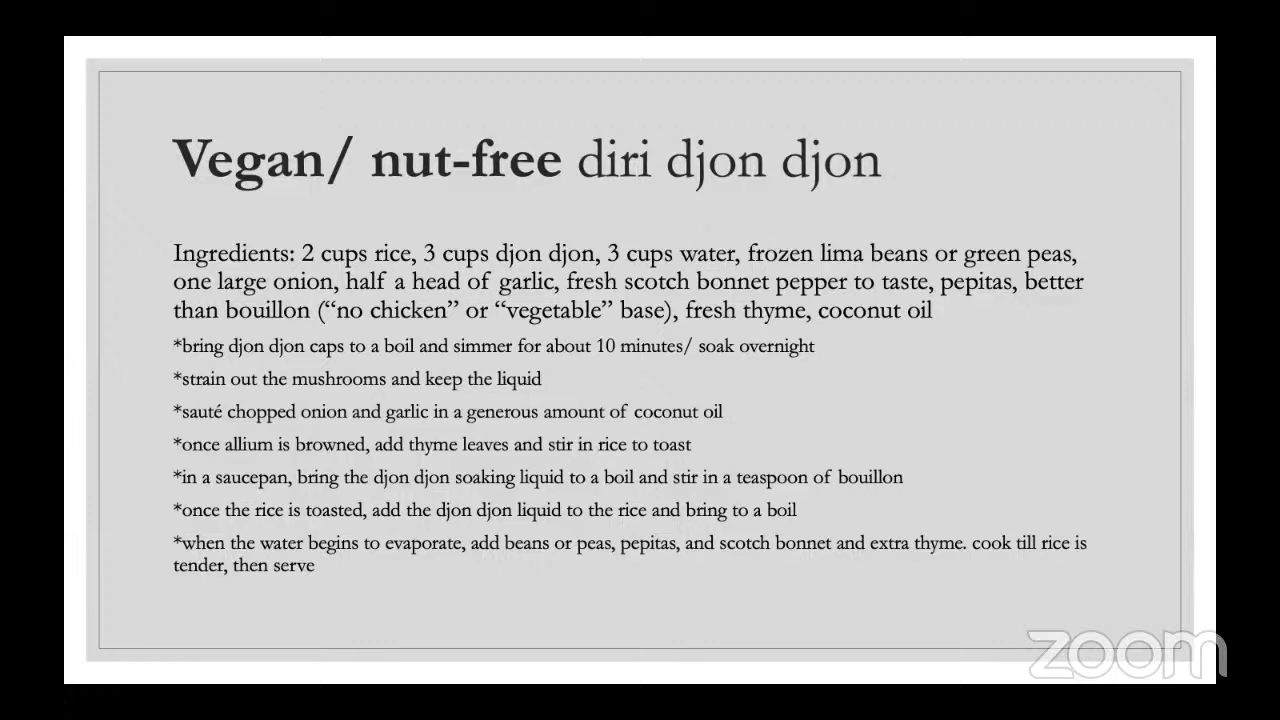 Vegan/ nut-free diri djon djon
Ingredients: 2 cups rice, 3 cups djon djon, 3 cups water, frozen lima beans or green peas,
one large onion, half a head of garlic, fresh scotch bonnet pepper to taste, pepitas, better
than bouillon (“no chicken” or “vegetable” base), fresh thyme, coconut oil
*bring djon djon caps to a boil and simmer for about 10 minutes/ soak overnight
*strain out the mushrooms and keep the liquid
*sauté chopped onion and garlic in a generous amount of coconut oil
*once allium is browned, add thyme leaves and stir in rice to toast
*in a saucepan, bring the djon djon soaking liquid to a boil and stir in a teaspoon of bouillon
*once the rice is toasted, add the djon djon liquid to the rice and bring to a boil
*when the water begins to evaporate, add beans or peas, pepitas, and scotch bonnet and extra thyme. cook till rice is
tender, then serve
zoom